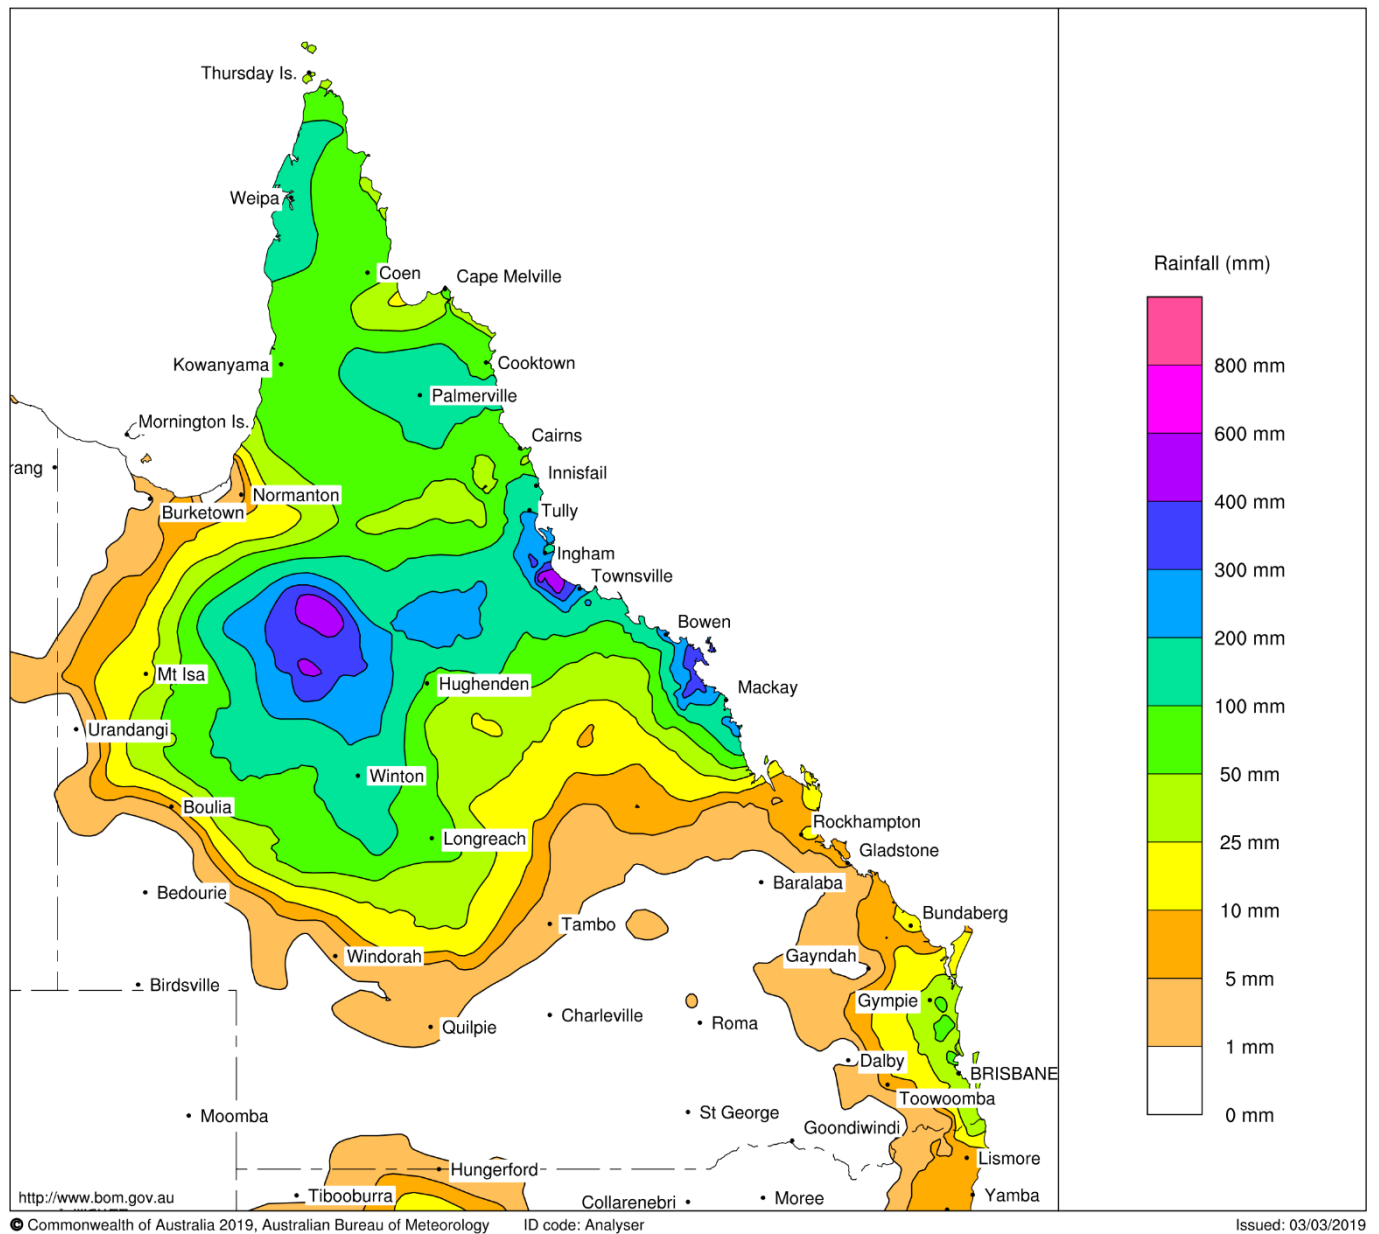 Thursday Is.
Weipa
Coen
Cape Melville
Rainfall (mm)
Kowanyama
Cooktown
800 mm
Palmerville
Mornington Is.
Cairns
600 mm
rang
Innisfail
Normanton
400 mm
Burketown
Tully
Ingham
300 mm
Townsville
Bowen
200 mm
Mt Isa
Hughenden
Mackay
100 mm
Urandangi
Winton
50 mm
Boulia
Rockhampton
Longreach
25 mm
Gladstone
Bedourie
Baralaba
10 mm
Bundaberg
Tambo
Windorah
Gayndah
5 mm
Birdsville
Gympie
Charleville
Quilpie
Roma
1 mm
Dalby
BRISBANE
Toowoomba
Moomba
St George
0 mm
Goondiwindi
Lismore
Hungerford
http://www.bom.gov.au
Tibooburra
Collarenebri
Moree
Yamba
© Commonwealth of Australia 2019, Australian Bureau of Meteorology ID code: Analyser Issued: 03/03/2019